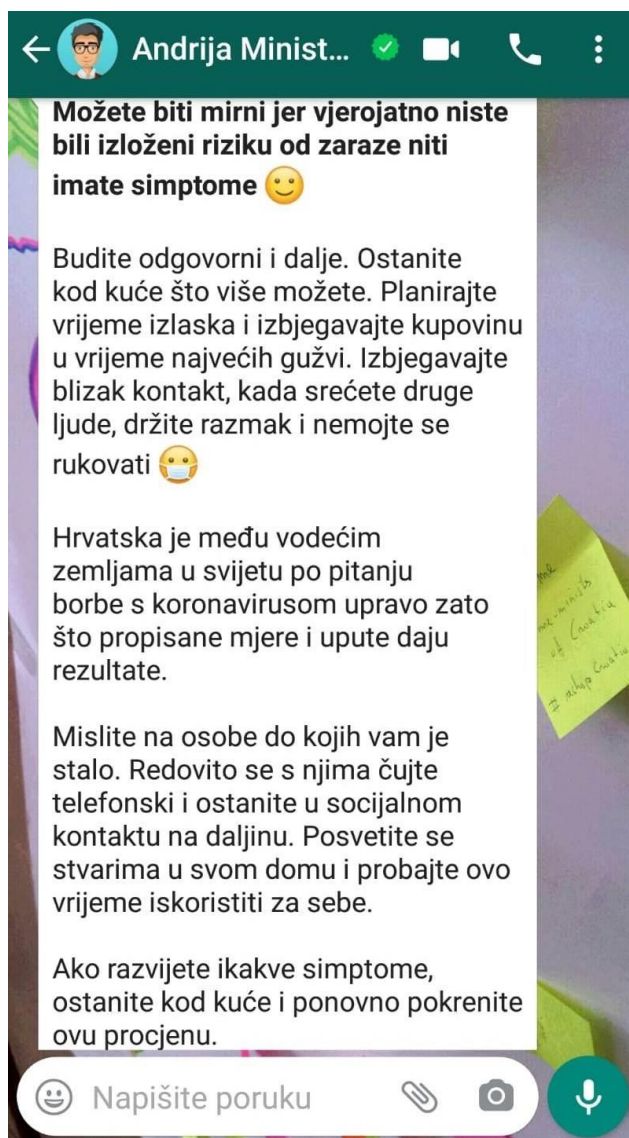 Andrija Minist...
Možete biti mirni jer vjerojatno niste
bili izloženi riziku od zaraze niti
imate simptome 🙂
Budite odgovorni i dalje. Ostanite
kod kuće što više možete. Planirajte
vrijeme izlaska i izbjegavajte kupovinu
u vrijeme najvećih gužvi. Izbjegavajte
blizak kontakt, kada srećete druge
ljude, držite razmak i nemojte se
rukovati 😷
Hrvatska je među vodećim
zemljama u svijetu po pitanju
borbe s koronavirusom upravo zato
što propisane mjere i upute daju
rezultate.
Mislite na osobe do kojih vam je
stalo. Redovito se s njima čujte
telefonski i ostanite u socijalnom
kontaktu na daljinu. Posvetite se
stvarima u svom domu i probajte ovo
vrijeme iskoristiti za sebe.
Ako razvijete ikakve simptome,
ostanite kod kuće i ponovno pokrenite
ovu procjenu.
of Croatia
Napišite poruku